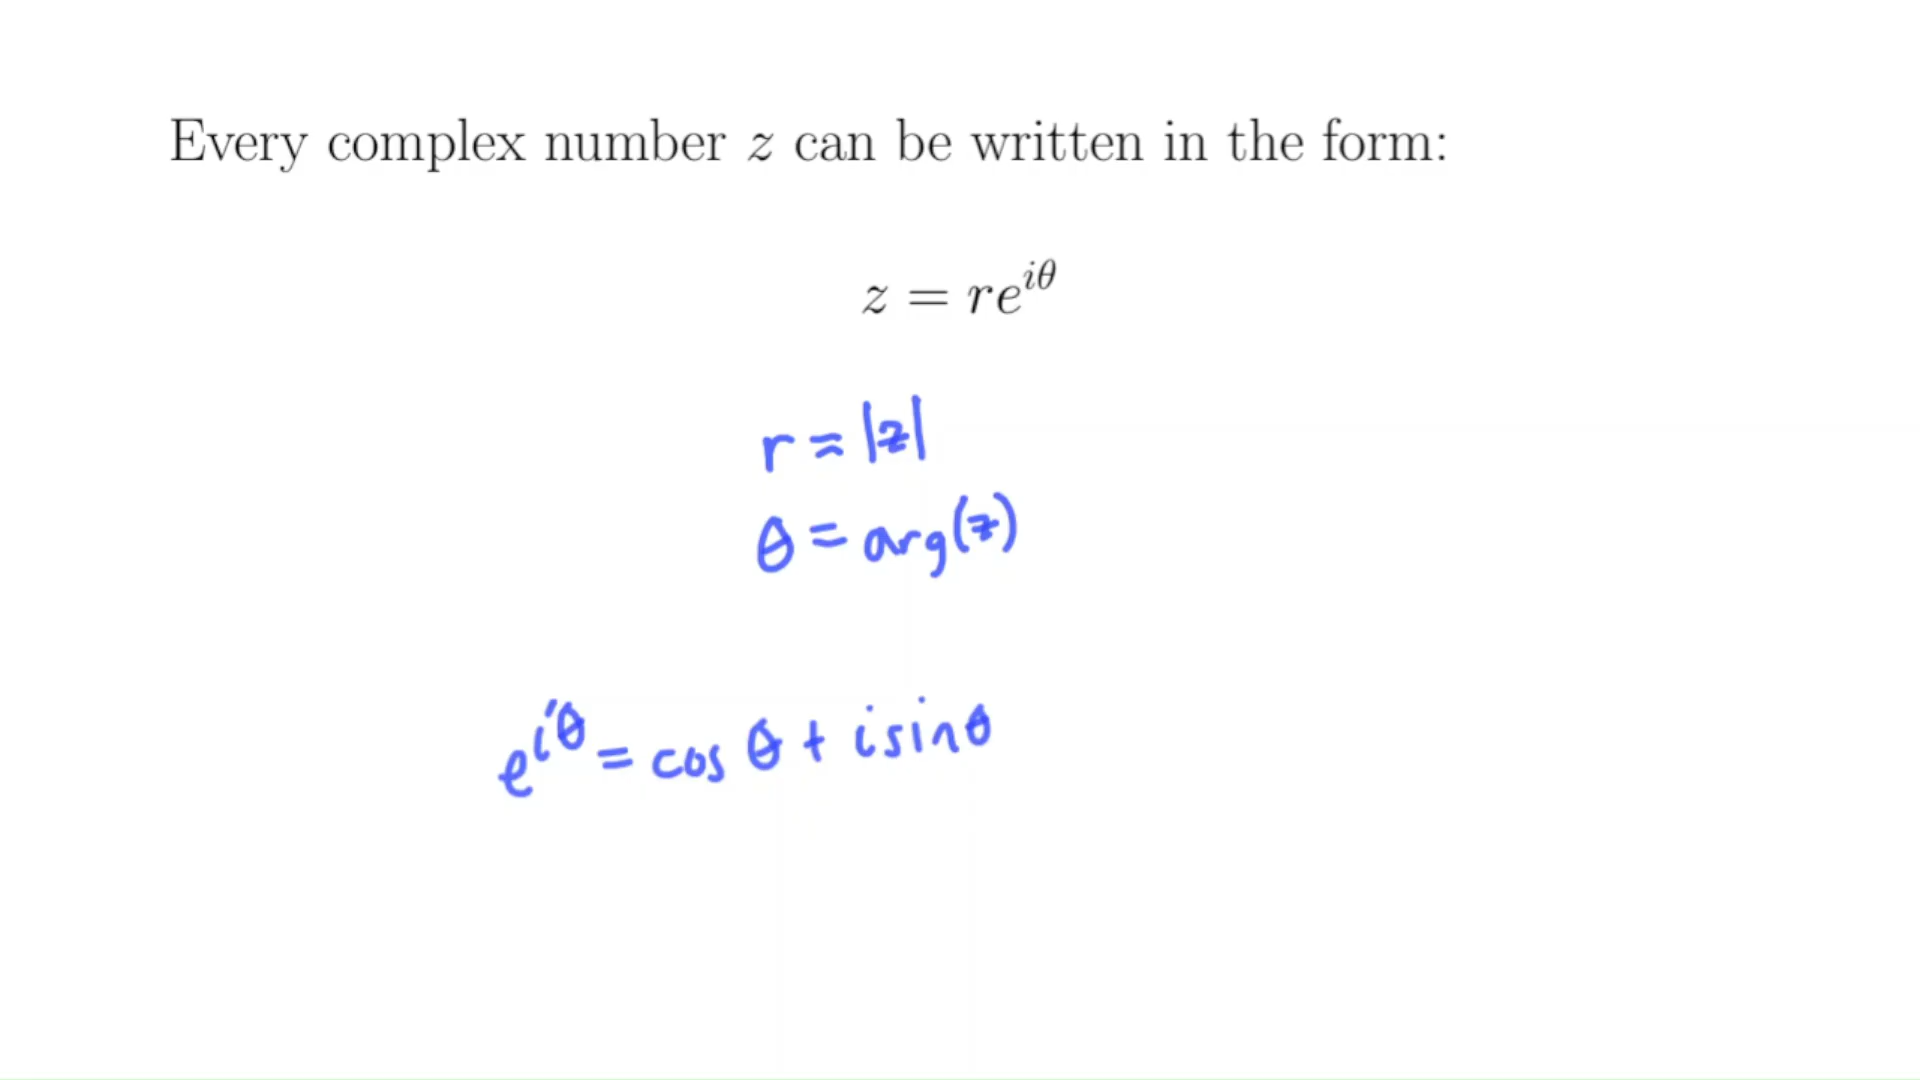 Every complex number z can be written in the form:
z = re^{iθ}
r = |z|
θ = arg(z)
e^{iθ} = cos θ + i sin θ